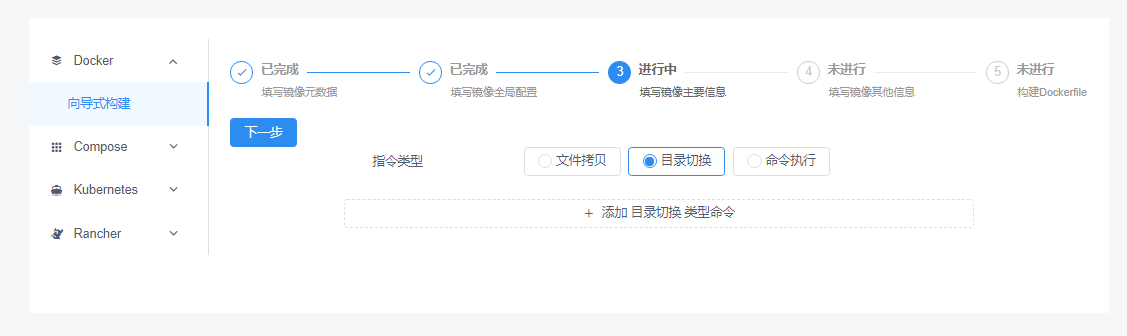 Docker
向导式构建
Compose
Kubernetes
Rancher
已完成
填写镜像元数据
已完成
填写镜像全局配置
3 进行中
填写镜像主要信息
4 未进行
填写镜像其他信息
5 未进行
构建Dockerfile
下一步
指令类型 文件拷贝 目录切换 命令执行
+ 添加 目录切换 类型命令